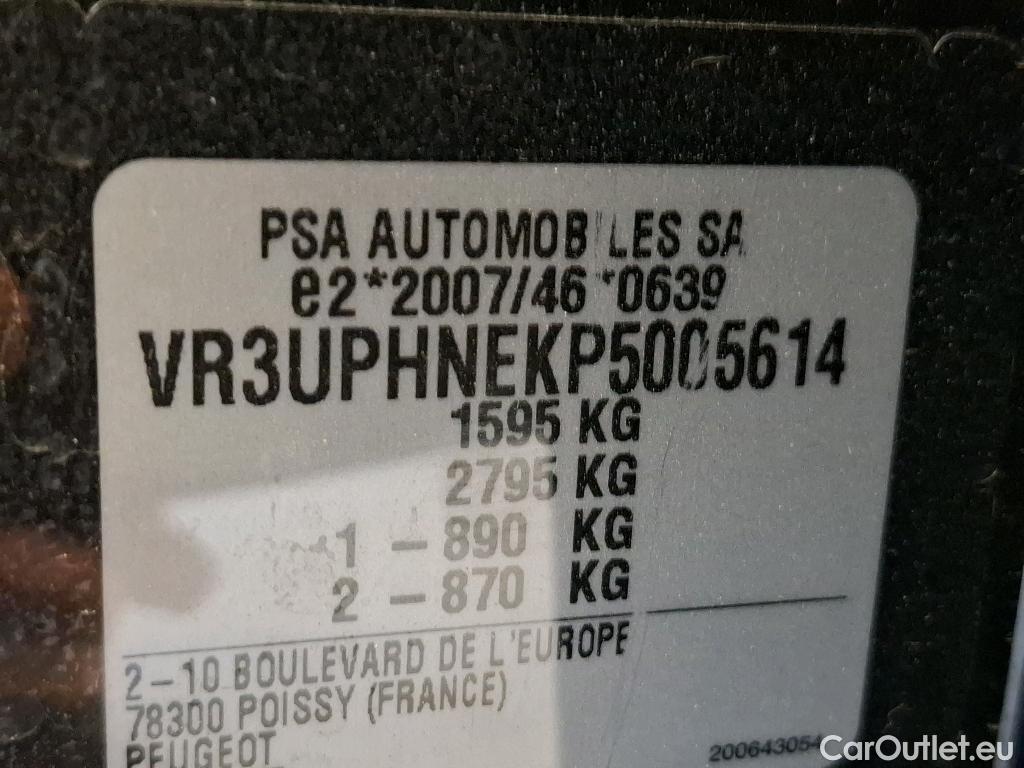 PSA AUTOMOBILES SA
e2*2007/46*0639
VR3UPHNEKP5005614
1595 KG
2795 KG
1 - 890 KG
2 - 870 KG
2-10 BOULEVARD DE L'EUROPE
78300 POISSY (FRANCE)
PEUGEOT
CarOutlet.eu